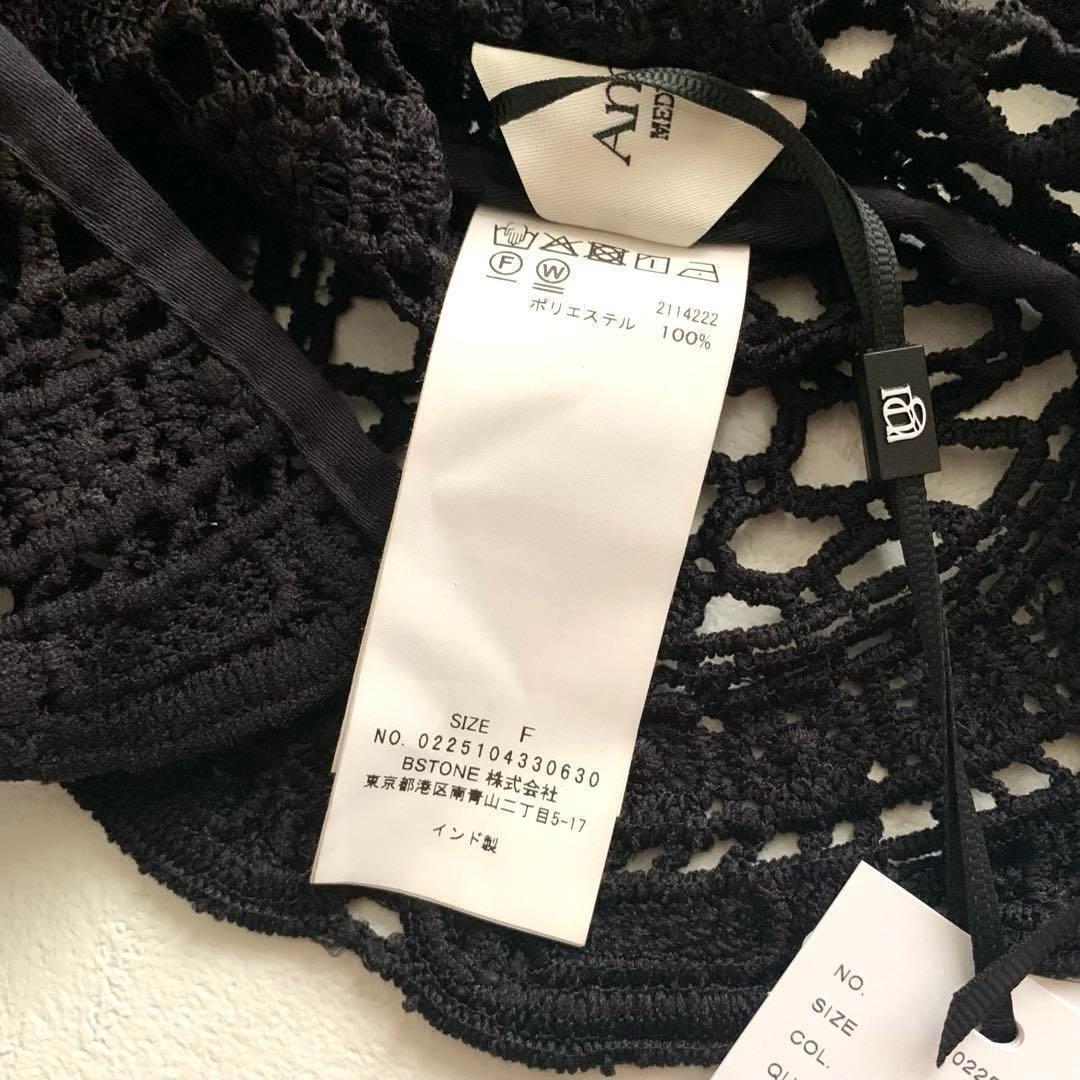 An
MED
F
W
2114222
ポリエステル 100%
SIZE F
NO. 0225104330630
BSTONE 株式会社
東京都港区南青山二丁目5-17
インド製
NO.
SIZE
COL.
QU
0225